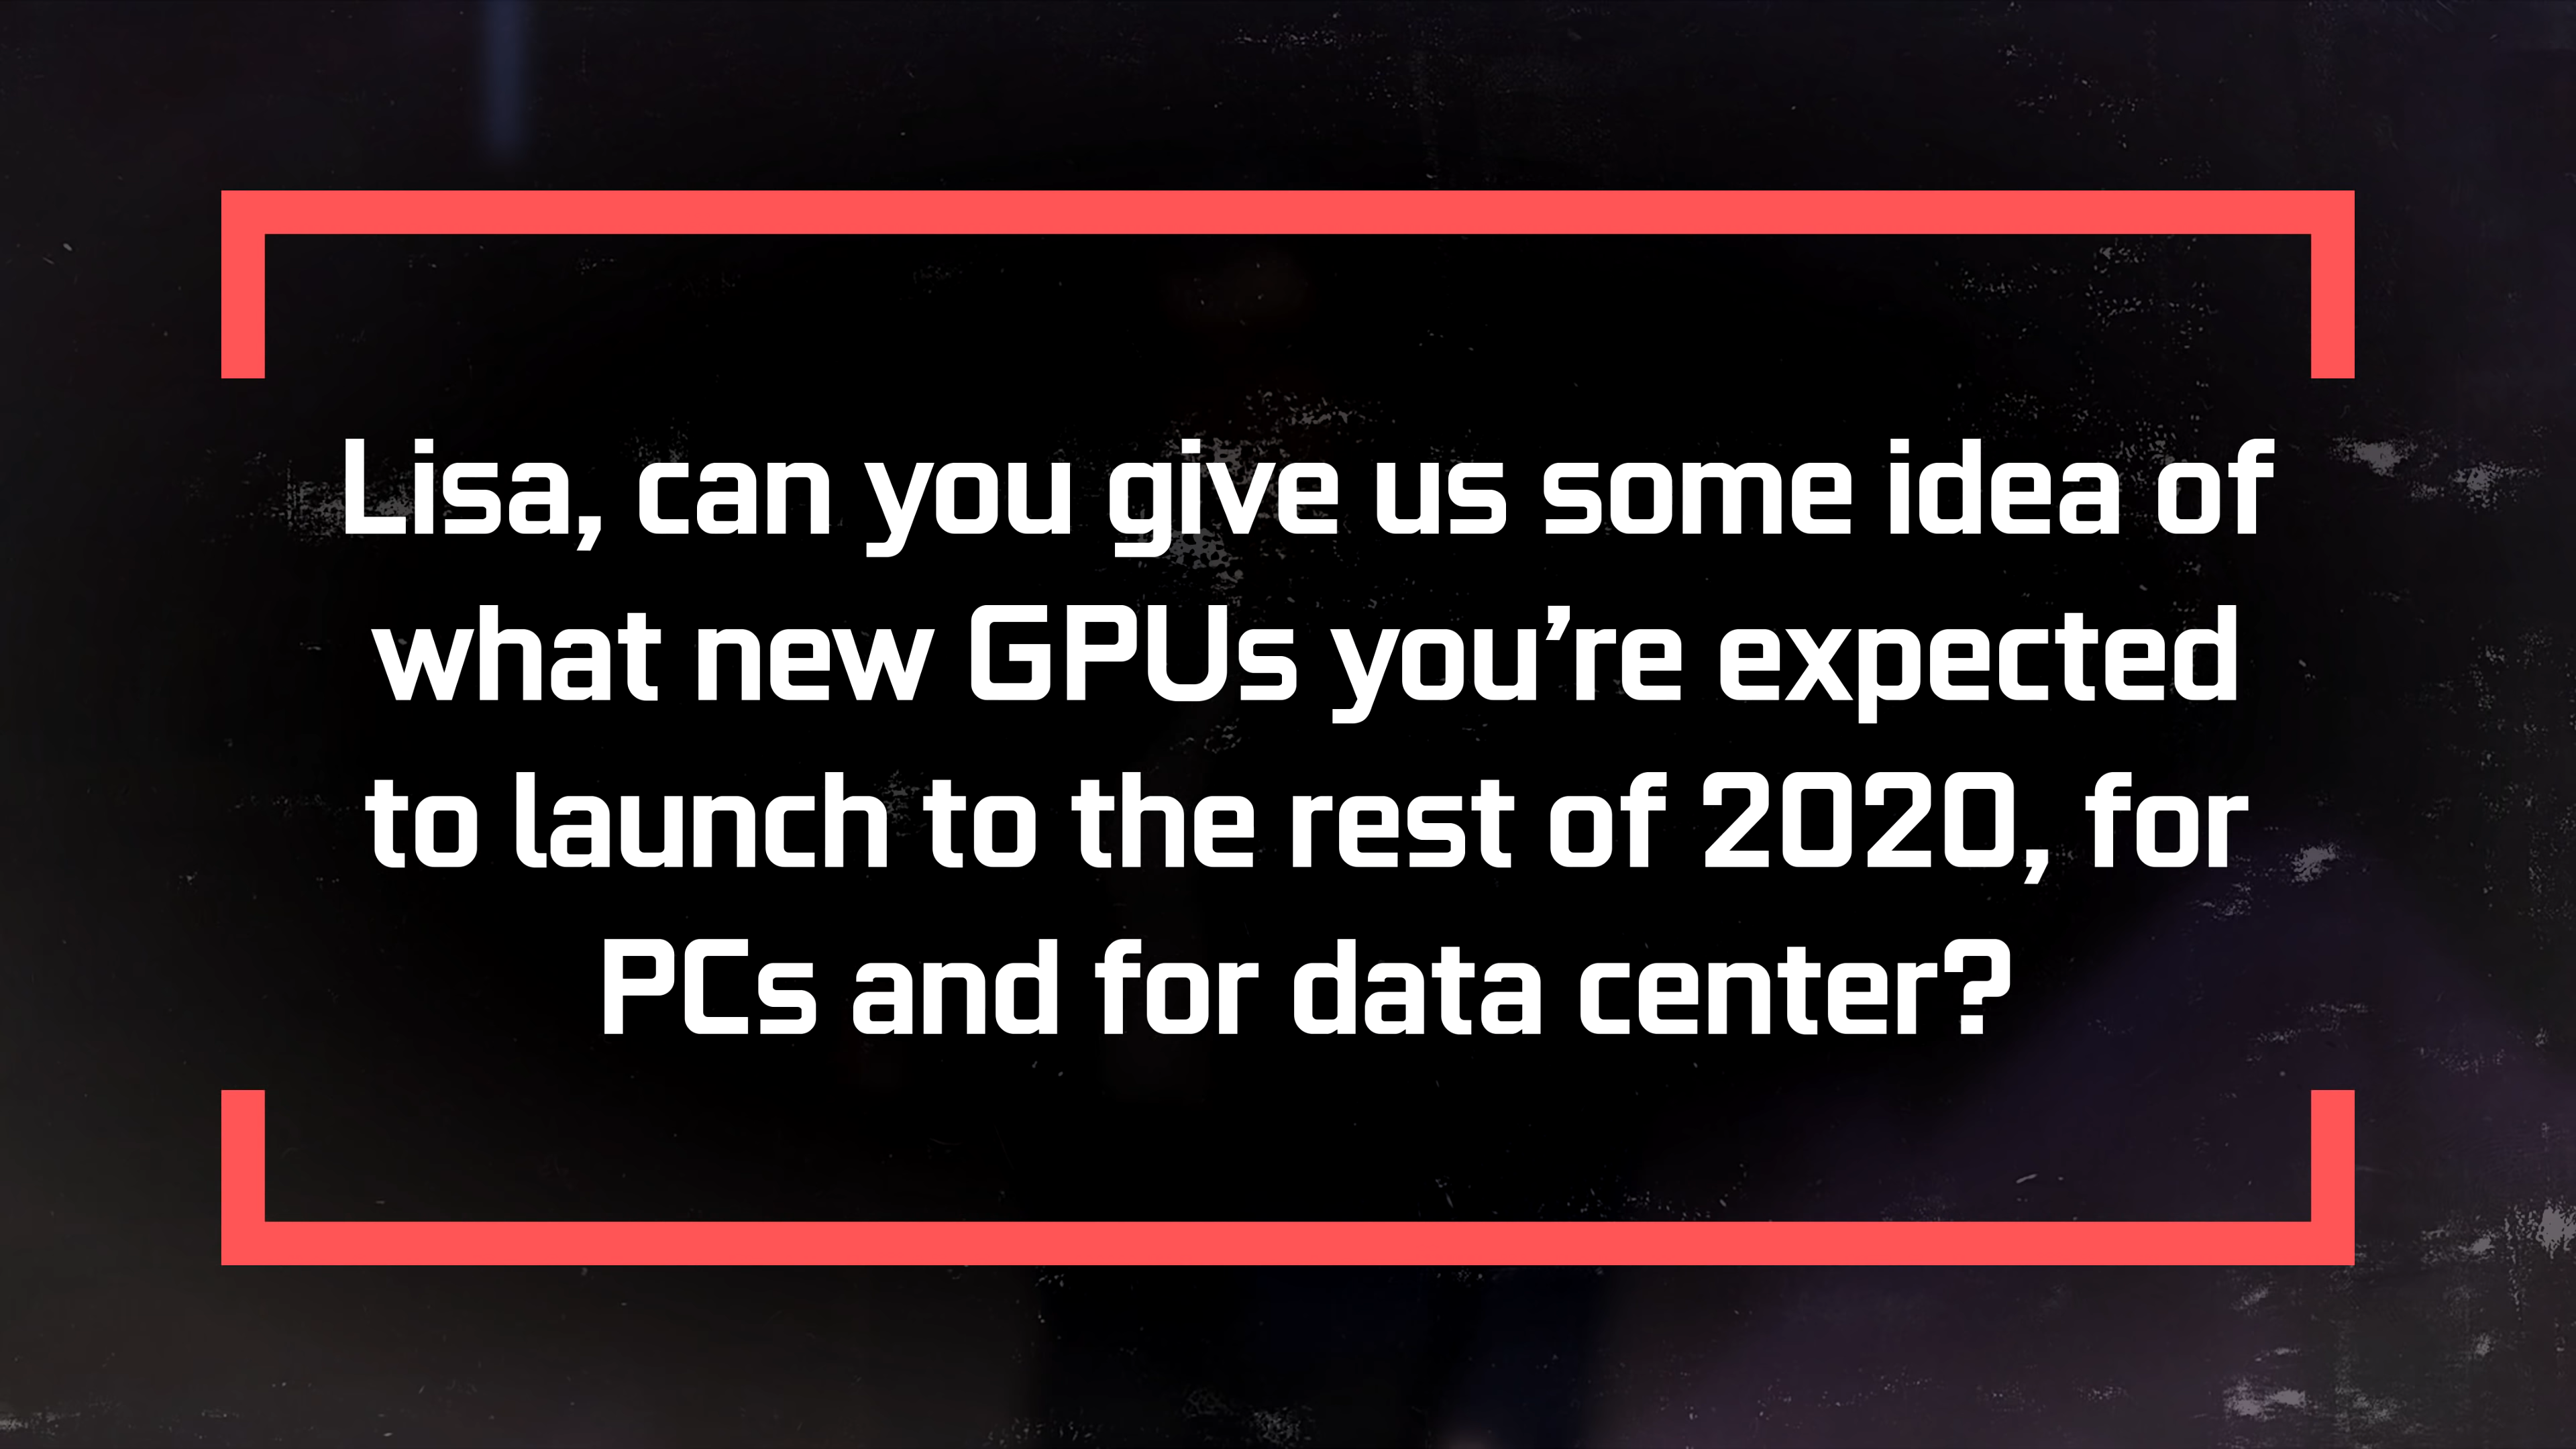 Lisa, can you give us some idea of
what new GPUs you’re expected
to launch to the rest of 2020, for
PCs and for data center?